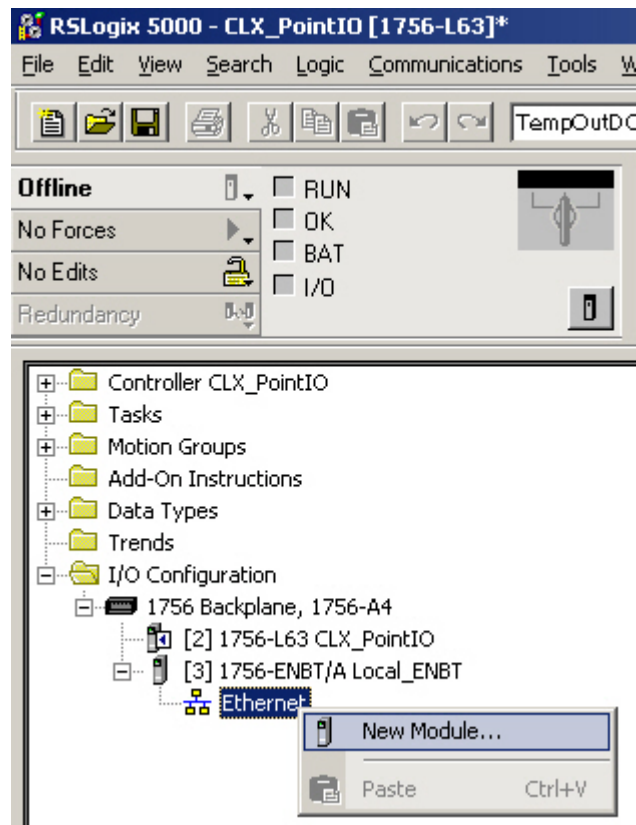 RSLogix 5000 - CLX_PointIO [1756-L63]*
File Edit View Search Logic Communications Tools
TempOutDC
Offline
RUN
No Forces
OK
BAT
No Edits
I/O
Redundancy
Controller CLX_PointIO
Tasks
Motion Groups
Add-On Instructions
Data Types
Trends
I/O Configuration
1756 Backplane, 1756-A4
[2] 1756-L63 CLX_PointIO
[3] 1756-ENBT/A Local_ENBT
Ethernet
New Module...
Paste Ctrl+V